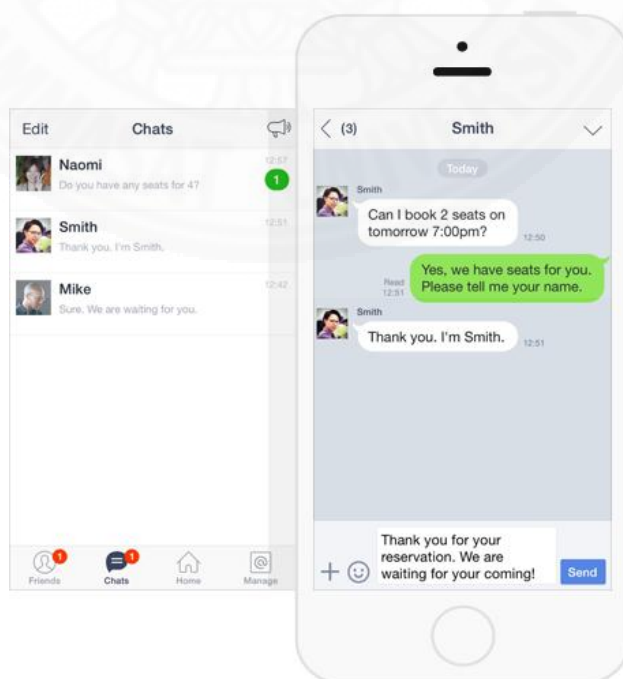 Edit
Chats
Naomi
12:57
Do you have any seats for 4?
1
Smith
12:51
Thank you. I'm Smith.
Mike
12:42
Sure. We are waiting for you.
1
1
Friends
Chats
Home
Manage
(3)
Smith
Today
Smith
Can I book 2 seats on
tomorrow 7:00pm?
12:50
Yes, we have seats for you.
Please tell me your name.
Read
12:51
Smith
Thank you. I'm Smith.
12:51
Thank you for your
reservation. We are
waiting for your coming!
Send